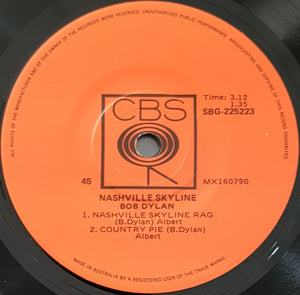 ALL RIGHTS OF THE MANUFACTURER AND OF THE OWNER OF THE RECORDED WORK RESERVED. UNAUTHORISED PUBLIC PERFORMANCE, BROADCASTING AND COPYING OF THIS RECORD PROHIBITED
CBS
Time: 3.12
1.35
SBG-225223
45
MX160790
NASHVILLE SKYLINE
BOB DYLAN
1. NASHVILLE SKYLINE RAG
(B.Dylan) Albert
2. COUNTRY PIE (B.Dylan)
Albert
MADE IN AUSTRALIA BY A REGISTERED USER OF THE TRADE MARKS